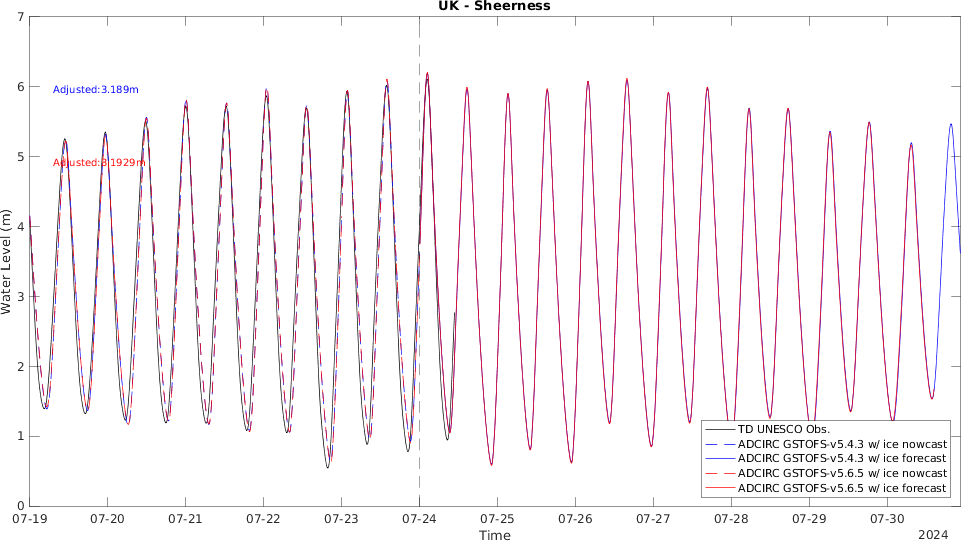 UK - Sheerness
7
6
5
4
3
2
1
0
Water Level (m)
Adjusted:3.189m
Adjusted:3.1929m
TD UNESCO Obs.
ADCIRC GSTOFS-v5.4.3 w/ ice nowcast
ADCIRC GSTOFS-v5.4.3 w/ ice forecast
ADCIRC GSTOFS-v5.6.5 w/ ice nowcast
ADCIRC GSTOFS-v5.6.5 w/ ice forecast
07-19 07-20 07-21 07-22 07-23 07-24 07-25 07-26 07-27 07-28 07-29 07-30
Time
2024